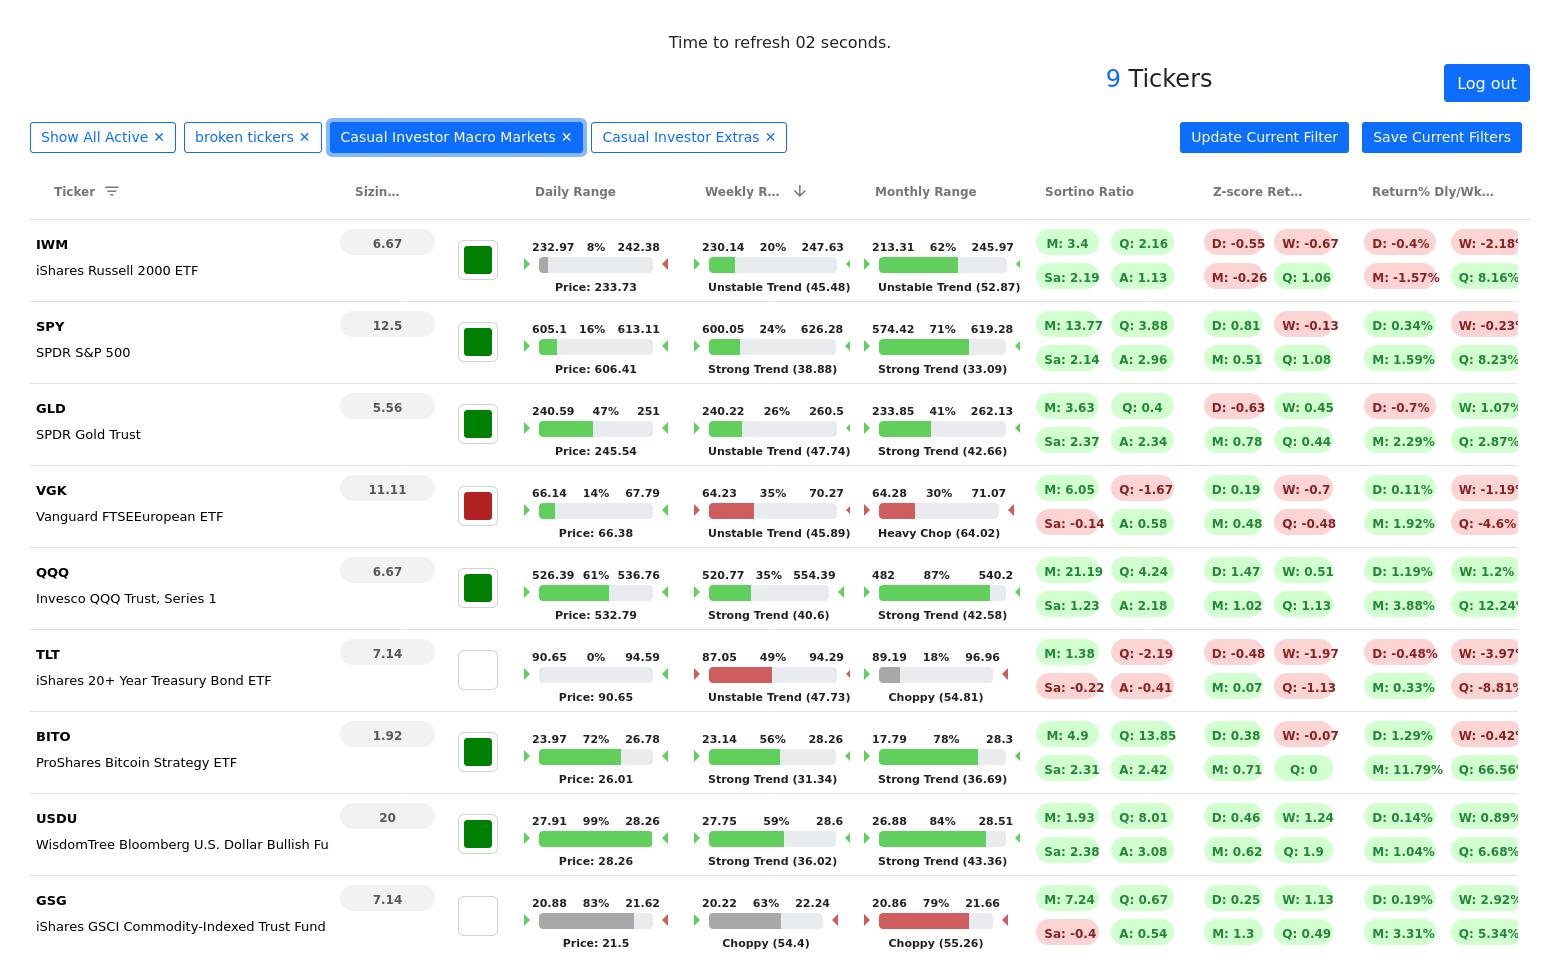 Time to refresh 02 seconds.
9 Tickers
Log out
Show All Active ✕ broken tickers ✕ Casual Investor Macro Markets ✕ Casual Investor Extras ✕ Update Current Filter Save Current Filters
Ticker Sizin... Daily Range Weekly R... Monthly Range Sortino Ratio Z-score Ret... Return% Dly/Wk...
IWM 6.67 232.97 8% 242.38 230.14 20% 247.63 213.31 62% 245.97 M: 3.4 Q: 2.16 D: -0.55 W: -0.67 D: -0.4% W: -2.18%
iShares Russell 2000 ETF Price: 233.73 Unstable Trend (45.48) Unstable Trend (52.87) Sa: 2.19 A: 1.13 M: -0.26 Q: 1.06 M: -1.57% Q: 8.16%
SPY 12.5 605.1 16% 613.11 600.05 24% 626.28 574.42 71% 619.28 M: 13.77 Q: 3.88 D: 0.81 W: -0.13 D: 0.34% W: -0.23%
SPDR S&P 500 Price: 606.41 Strong Trend (38.88) Strong Trend (33.09) Sa: 2.14 A: 2.96 M: 0.51 Q: 1.08 M: 1.59% Q: 8.23%
GLD 5.56 240.59 47% 251 240.22 26% 260.5 233.85 41% 262.13 M: 3.63 Q: 0.4 D: -0.63 W: 0.45 D: -0.7% W: 1.07%
SPDR Gold Trust Price: 245.54 Unstable Trend (47.74) Strong Trend (42.66) Sa: 2.37 A: 2.34 M: 0.78 Q: 0.44 M: 2.29% Q: 2.87%
VGK 11.11 66.14 14% 67.79 64.23 35% 70.27 64.28 30% 71.07 M: 6.05 Q: -1.67 D: 0.19 W: -0.7 D: 0.11% W: -1.19%
Vanguard FTSEEuropean ETF Price: 66.38 Unstable Trend (45.89) Heavy Chop (64.02) Sa: -0.14 A: 0.58 M: 0.48 Q: -0.48 M: 1.92% Q: -4.6%
QQQ 6.67 526.39 61% 536.76 520.77 35% 554.39 482 87% 540.2 M: 21.19 Q: 4.24 D: 1.47 W: 0.51 D: 1.19% W: 1.2%
Invesco QQQ Trust, Series 1 Price: 532.79 Strong Trend (40.6) Strong Trend (42.58) Sa: 1.23 A: 2.18 M: 1.02 Q: 1.13 M: 3.88% Q: 12.24%
TLT 7.14 90.65 0% 94.59 87.05 49% 94.29 89.19 18% 96.96 M: 1.38 Q: -2.19 D: -0.48 W: -1.97 D: -0.48% W: -3.97%
iShares 20+ Year Treasury Bond ETF Price: 90.65 Unstable Trend (47.73) Choppy (54.81) Sa: -0.22 A: -0.41 M: 0.07 Q: -1.13 M: 0.33% Q: -8.81%
BITO 1.92 23.97 72% 26.78 23.14 56% 28.26 17.79 78% 28.3 M: 4.9 Q: 13.85 D: 0.38 W: -0.07 D: 1.29% W: -0.42%
ProShares Bitcoin Strategy ETF Price: 26.01 Strong Trend (31.34) Strong Trend (36.69) Sa: 2.31 A: 2.42 M: 0.71 Q: 0 M: 11.79% Q: 66.56%
USDU 20 27.91 99% 28.26 27.75 59% 28.6 26.88 84% 28.51 M: 1.93 Q: 8.01 D: 0.46 W: 1.24 D: 0.14% W: 0.89%
WisdomTree Bloomberg U.S. Dollar Bullish Fu Price: 28.26 Strong Trend (36.02) Strong Trend (43.36) Sa: 2.38 A: 3.08 M: 0.62 Q: 1.9 M: 1.04% Q: 6.68%
GSG 7.14 20.88 83% 21.62 20.22 63% 22.24 20.86 79% 21.66 M: 7.24 Q: 0.67 D: 0.25 W: 1.13 D: 0.19% W: 2.92%
iShares GSCI Commodity-Indexed Trust Fund Price: 21.5 Choppy (54.4) Choppy (55.26) Sa: -0.4 A: 0.54 M: 1.3 Q: 0.49 M: 3.31% Q: 5.34%